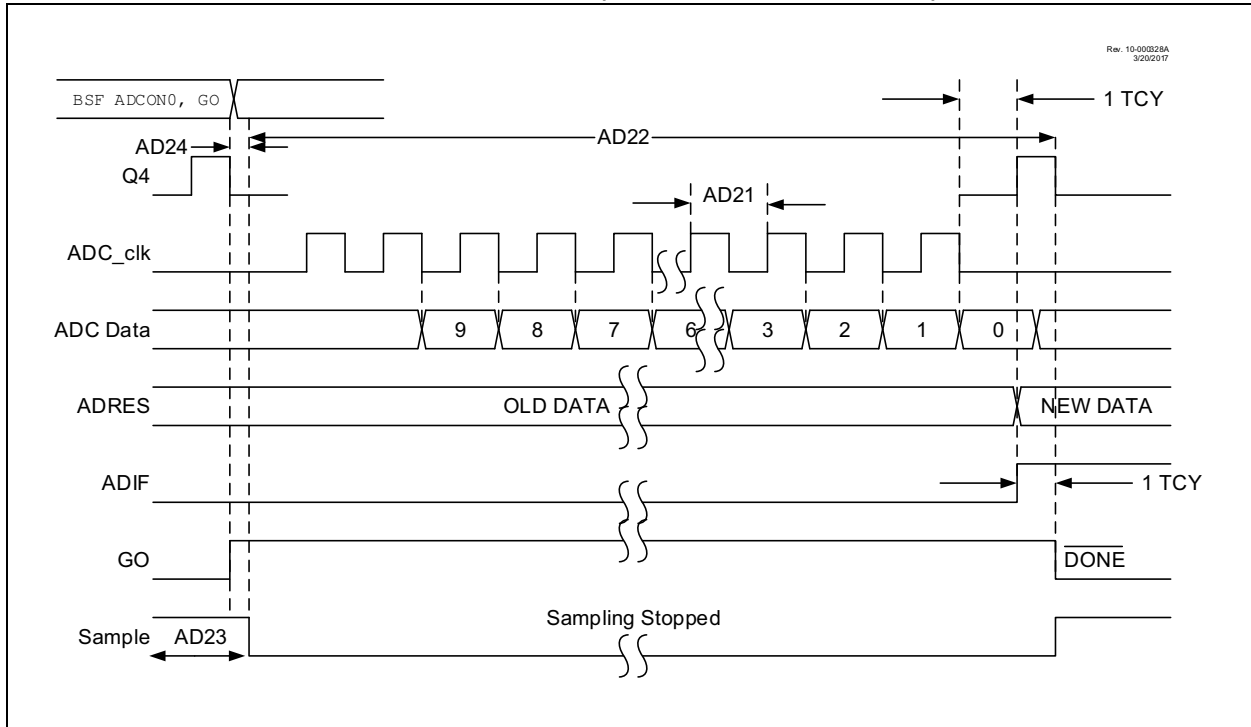 Rev. 10-000328A
3/20/2017
BSF ADCON0, GO
1 TCY
AD22
AD24
Q4
AD21
ADC_clk
ADC Data
9
8
7
6
3
2
1
0
ADRES
OLD DATA
NEW DATA
ADIF
1 TCY
GO
DONE
Sampling Stopped
Sample
AD23